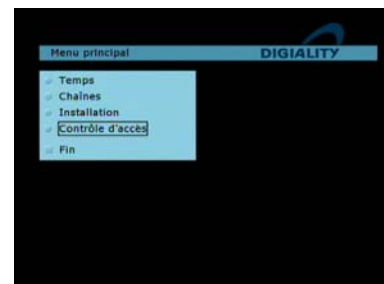 Menu principal
DIGIALITY
Temps
Chaînes
Installation
Contrôle d'accès
Fin